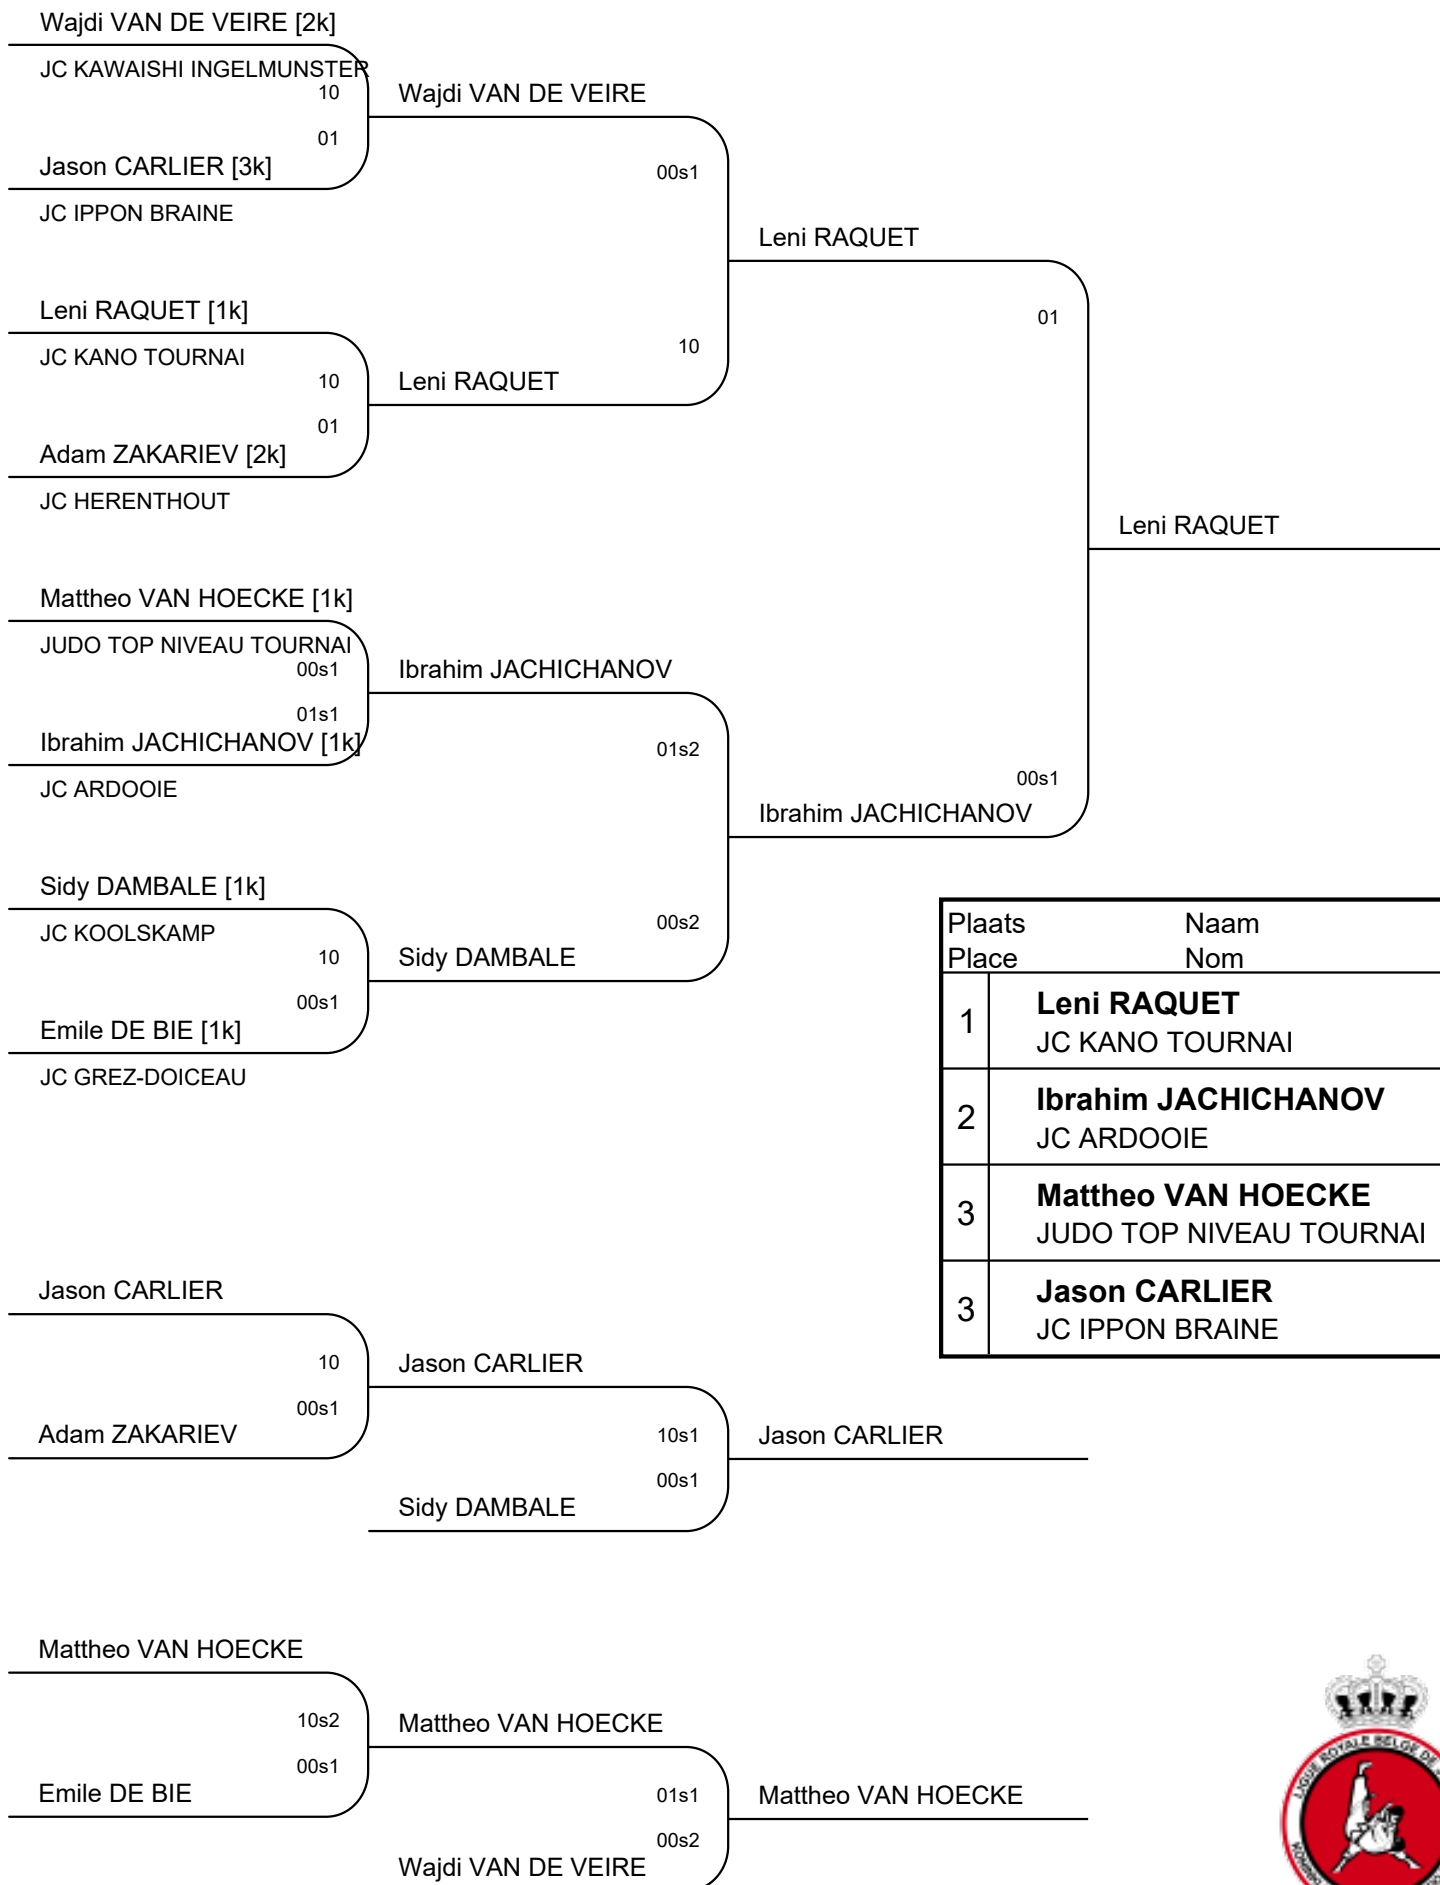 Wajdi VAN DE VEIRE [2k]
JC KAWAISHI INGELMUNSTER
10
Wajdi VAN DE VEIRE
01
Jason CARLIER [3k]
00s1
JC IPPON BRAINE
Leni RAQUET
Leni RAQUET [1k]
01
JC KANO TOURNAI
10
10
Leni RAQUET
01
Adam ZAKARIEV [2k]
JC HERENTHOUT
Leni RAQUET
Mattheo VAN HOECKE [1k]
JUDO TOP NIVEAU TOURNAI
00s1
Ibrahim JACHICHANOV
01s1
Ibrahim JACHICHANOV [1k]
01s2
JC ARDOOIE
00s1
Ibrahim JACHICHANOV
Sidy DAMBALE [1k]
JC KOOLSKAMP
00s2
10
Sidy DAMBALE
00s1
Emile DE BIE [1k]
JC GREZ-DOICEAU
Plaats Naam
Place Nom
1 Leni RAQUET
JC KANO TOURNAI
2 Ibrahim JACHICHANOV
JC ARDOOIE
3 Mattheo VAN HOECKE
JUDO TOP NIVEAU TOURNAI
3 Jason CARLIER
JC IPPON BRAINE
Jason CARLIER
10
Jason CARLIER
00s1
Adam ZAKARIEV
10s1
Jason CARLIER
00s1
Sidy DAMBALE
Mattheo VAN HOECKE
10s2
Mattheo VAN HOECKE
00s1
Emile DE BIE
01s1
Mattheo VAN HOECKE
00s2
Wajdi VAN DE VEIRE
LIGUE ROYALE BELGE DE